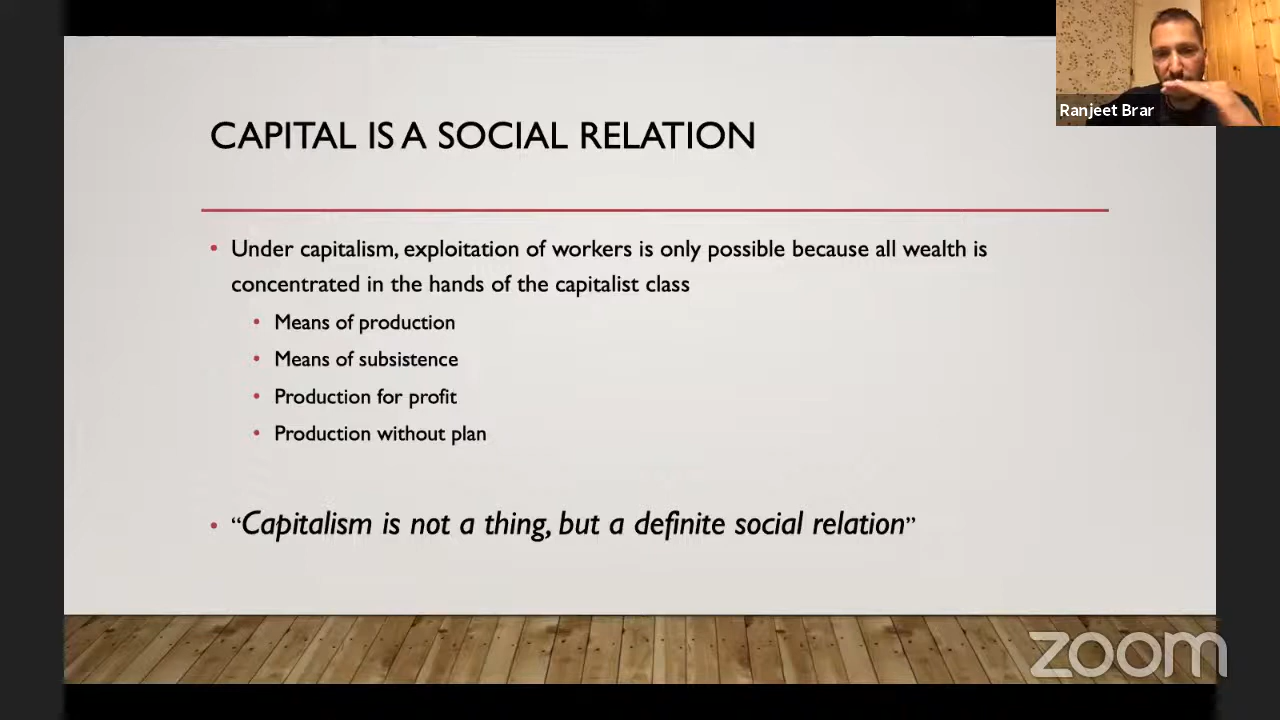 Ranjeet Brar
CAPITAL IS A SOCIAL RELATION
• Under capitalism, exploitation of workers is only possible because all wealth is
concentrated in the hands of the capitalist class
• Means of production
• Means of subsistence
• Production for profit
• Production without plan
• “Capitalism is not a thing, but a definite social relation”
zoom